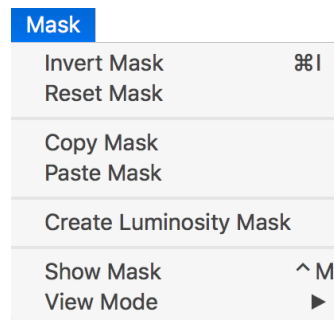 Mask
Invert Mask ⌘I
Reset Mask
Copy Mask
Paste Mask
Create Luminosity Mask
Show Mask ^M
View Mode ▶